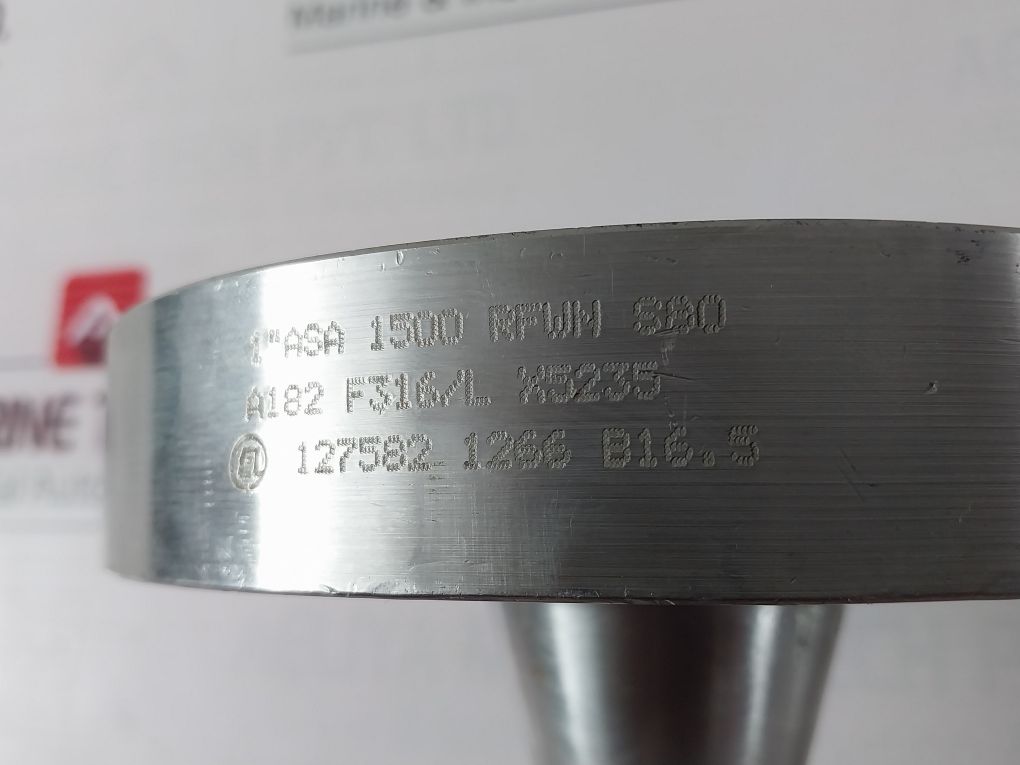 1"ASA 1500 RFWN S80
A182 F316/L X5235
127582 1266 B16.5